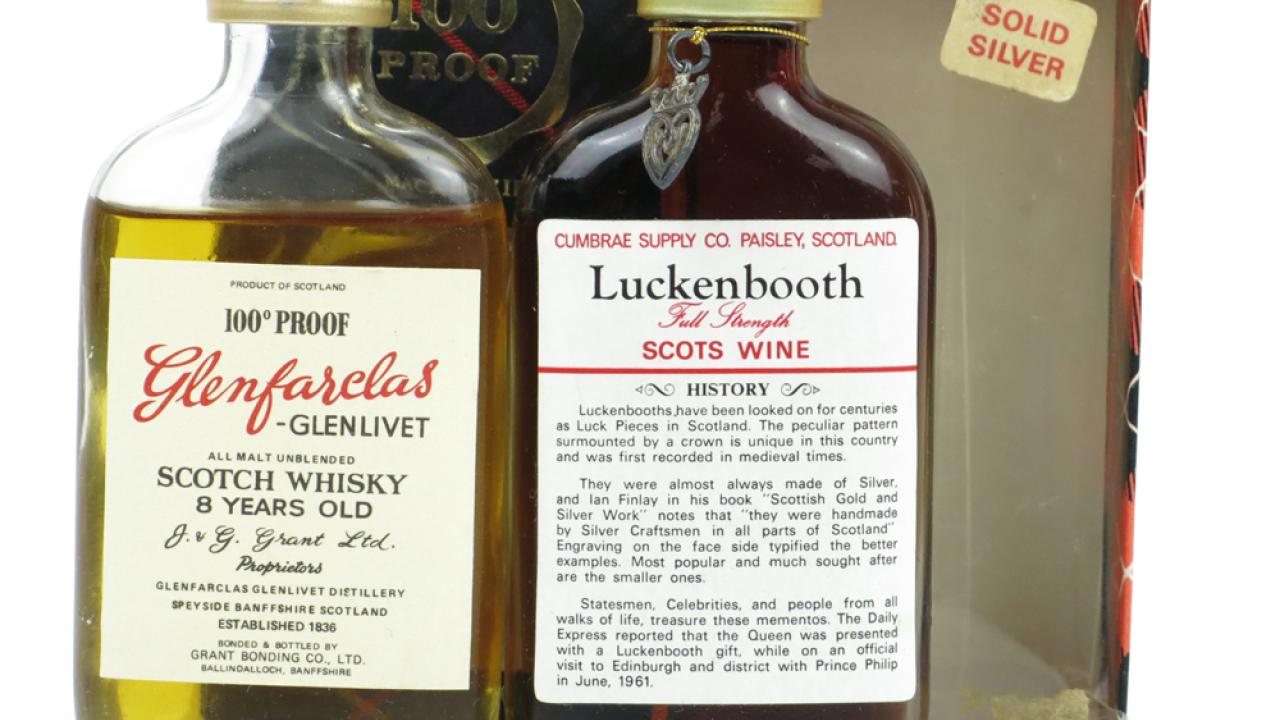 100
PROOF
SOLID
SILVER
PRODUCT OF SCOTLAND
100º PROOF
Glenfarclas
-GLENLIVET
ALL MALT UNBLENDED
SCOTCH WHISKY
8 YEARS OLD
J. & G. Grant Ltd.
Proprietors
GLENFARCLAS GLENLIVET DISTILLERY
SPEYSIDE BANFFSHIRE SCOTLAND
ESTABLISHED 1836
BONDED & BOTTLED BY
GRANT BONDING CO., LTD.
BALLINDALLOCH, BANFFSHIRE
CUMBRAE SUPPLY CO. PAISLEY, SCOTLAND.
Luckenbooth
Full Strength
SCOTS WINE
HISTORY
Luckenbooths have been looked on for centuries
as Luck Pieces in Scotland. The peculiar pattern
surmounted by a crown is unique in this country
and was first recorded in medieval times.
They were almost always made of Silver,
and Ian Finlay in his book "Scottish Gold and
Silver Work" notes that "they were handmade
by Silver Craftsmen in all parts of Scotland"
Engraving on the face side typified the better
examples. Most popular and much sought after
are the smaller ones.
Statesmen, Celebrities, and people from all
walks of life, treasure these mementos. The Daily
Express reported that the Queen was presented
with a Luckenbooth gift, while on an official
visit to Edinburgh and district with Prince Philip
in June, 1961.